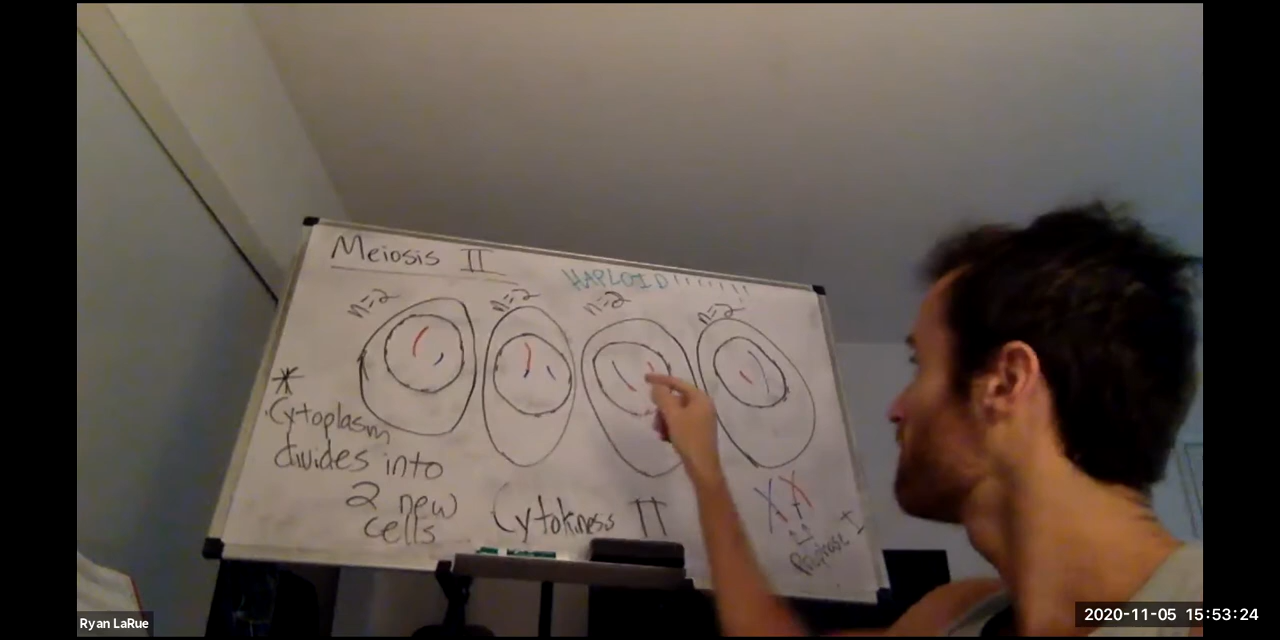 Meiosis II
HAPLOID!!!!!!!
n=2 n=2 n=2 n=2
*
Cytoplasm
divides into
2 new
cells
Cytokiness II
Prophase I
Ryan LaRue
2020-11-05 15:53:24